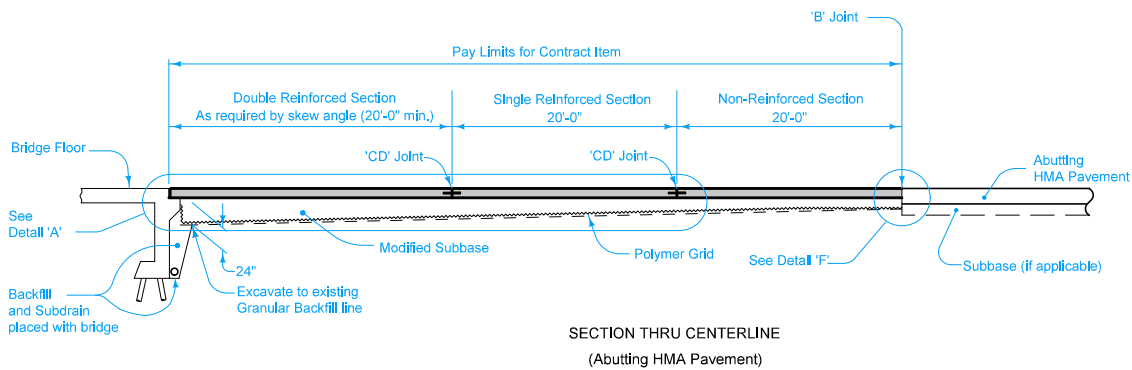 'B' Joint
Pay Limits for Contract Item
Double Reinforced Section
As required by skew angle (20'-0" min.)
Single Reinforced Section
20'-0"
Non-Reinforced Section
20'-0"
Bridge Floor
'CD' Joint
'CD' Joint
Abutting
HMA Pavement
See
Detail 'A'
Modified Subbase
Polymer Grid
See Detail 'F'
Subbase (if applicable)
24"
Backfill
and Subdrain
placed with bridge
Excavate to existing
Granular Backfill line
SECTION THRU CENTERLINE
(Abutting HMA Pavement)